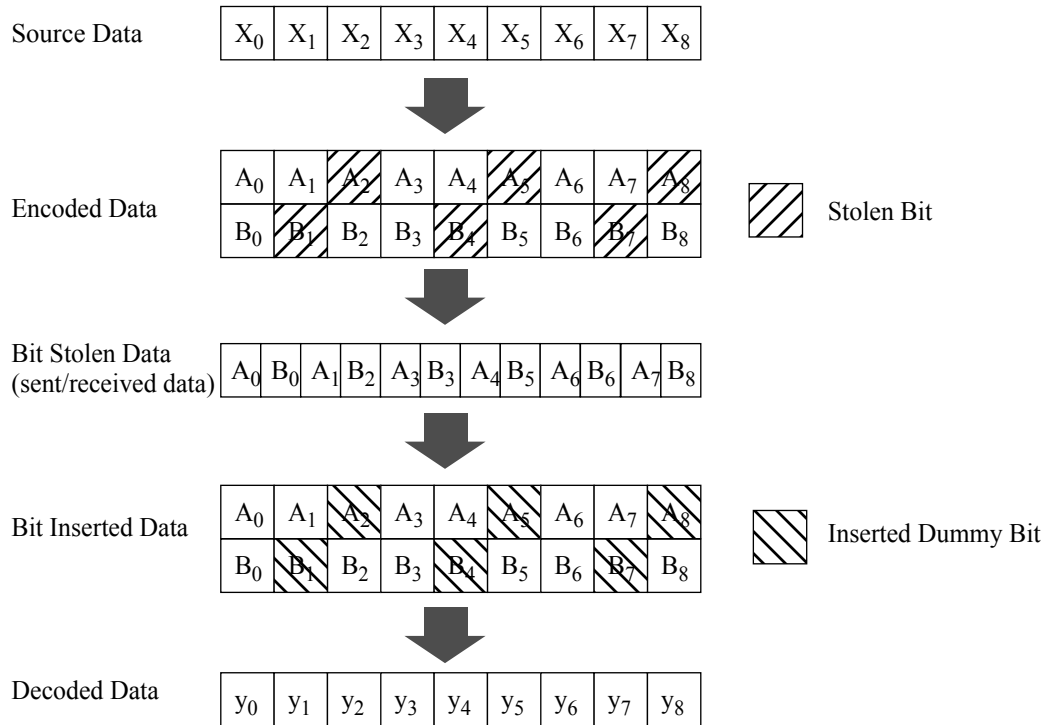 Source Data
X0 X1 X2 X3 X4 X5 X6 X7 X8
Encoded Data
A0 A1 A2 A3 A4 A5 A6 A7 A8
B0 B1 B2 B3 B4 B5 B6 B7 B8
Stolen Bit
Bit Stolen Data
(sent/received data)
A0 B0 A1 B2 A3 B3 A4 B5 A6 B6 A7 B8
Bit Inserted Data
A0 A1 A2 A3 A4 A5 A6 A7 A8
B0 B1 B2 B3 B4 B5 B6 B7 B8
Inserted Dummy Bit
Decoded Data
y0 y1 y2 y3 y4 y5 y6 y7 y8